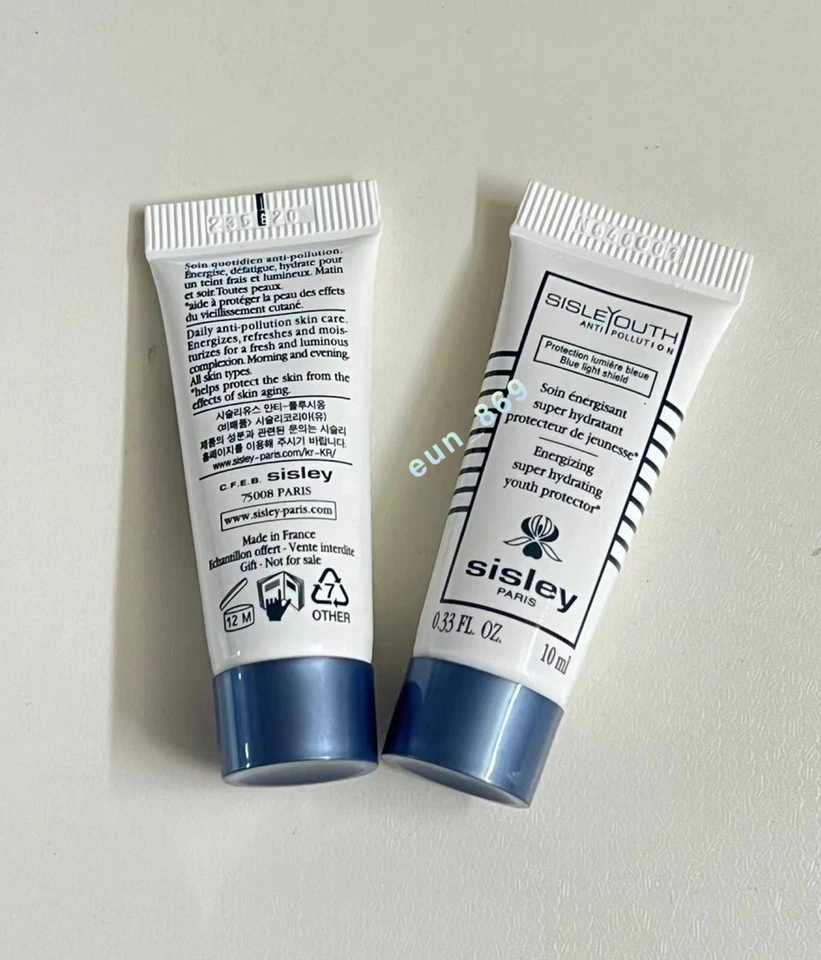 Soin quotidien anti-pollution.
Énergise, défatigue, hydrate pour
un teint frais et lumineux. Matin
et soir. Toutes peaux.
*aide à protéger la peau des effets
du vieillissement cutané.
Daily anti-pollution skin care.
Energizes, refreshes and mois-
turizes for a fresh and luminous
complexion. Morning and evening.
All skin types.
*helps protect the skin from the
effects of skin aging.
시슬리유스 안티-폴루시옹
<비매품> 시슬리코리아(유)
제품의 성분과 관련된 문의는 시슬리
홈페이지를 이용해 주시기 바랍니다.
www.sisley-paris.com/kr-KR/
C.F.E.B. sisley
75008 PARIS
www.sisley-paris.com
Made in France
Echantillon offert - Vente interdite
Gift - Not for sale
12 M
7
OTHER
SISLEYOUTH
ANTI POLLUTION
Protection lumière bleue
Blue light shield
Soin énergisant
super hydratant
protecteur de jeunesse*
Energizing
super hydrating
youth protector*
sisley
PARIS
0.33 FL. OZ.
10 ml
eun_869